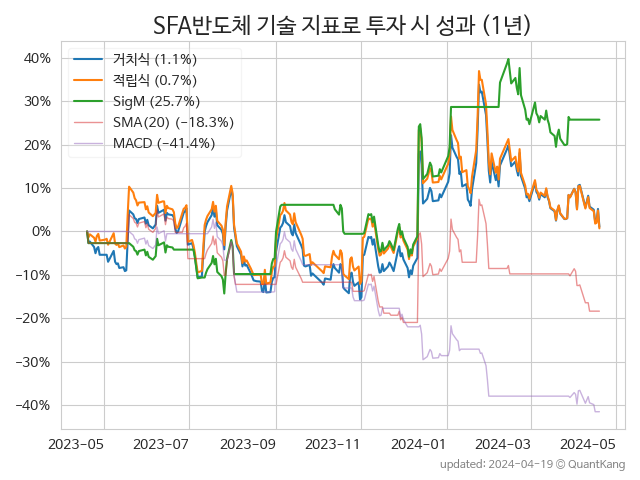 SFA반도체 기술 지표로 투자 시 성과 (1년)
40%
30%
20%
10%
0%
−10%
−20%
−30%
−40%
거치식 (1.1%)
적립식 (0.7%)
SigM (25.7%)
SMA(20) (−18.3%)
MACD (−41.4%)
2023-05 2023-07 2023-09 2023-11 2024-01 2024-03 2024-05
updated: 2024-04-19 ⓒ QuantKang